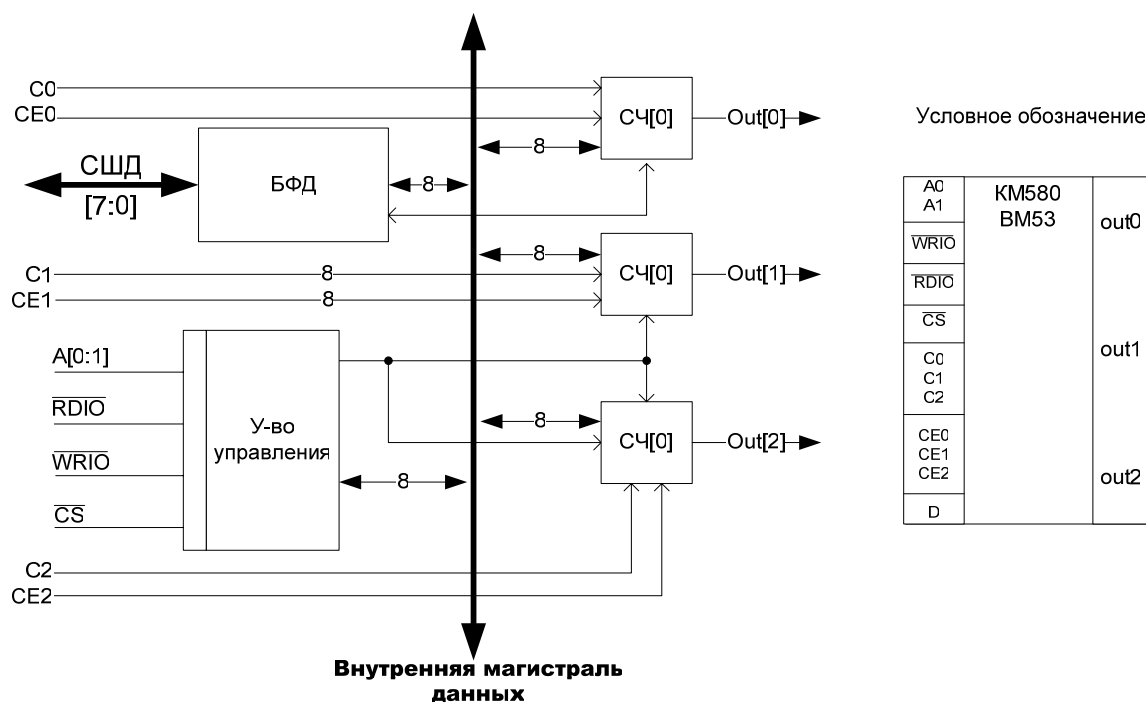 C0
CE0
СЧ[0]
Out[0]
8
СШД
[7:0]
БФД
8
8
C1
8
CE1
8
СЧ[0]
Out[1]
A[0:1]
RDIO
WRIO
CS
У-во
управления
8
8
СЧ[0]
Out[2]
C2
CE2
Внутренняя магистраль
данных
Условное обозначение
A0
A1
WRIO
RDIO
CS
C0
C1
C2
CE0
CE1
CE2
D
КМ580
ВМ53
out0
out1
out2